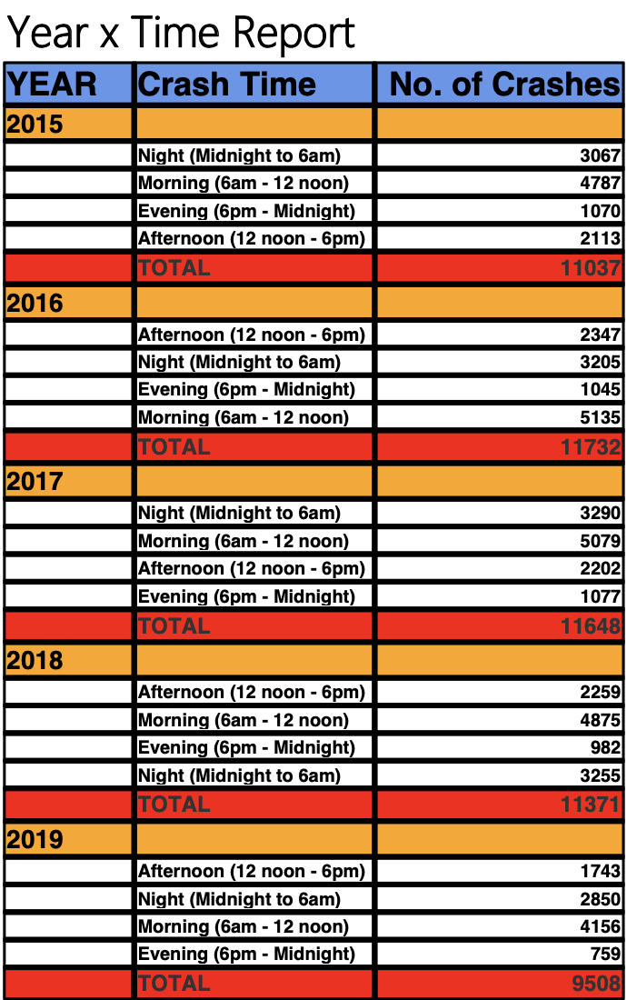 Year x Time Report
YEAR Crash Time No. of Crashes
2015
Night (Midnight to 6am) 3067
Morning (6am - 12 noon) 4787
Evening (6pm - Midnight) 1070
Afternoon (12 noon - 6pm) 2113
TOTAL 11037
2016
Afternoon (12 noon - 6pm) 2347
Night (Midnight to 6am) 3205
Evening (6pm - Midnight) 1045
Morning (6am - 12 noon) 5135
TOTAL 11732
2017
Night (Midnight to 6am) 3290
Morning (6am - 12 noon) 5079
Afternoon (12 noon - 6pm) 2202
Evening (6pm - Midnight) 1077
TOTAL 11648
2018
Afternoon (12 noon - 6pm) 2259
Morning (6am - 12 noon) 4875
Evening (6pm - Midnight) 982
Night (Midnight to 6am) 3255
TOTAL 11371
2019
Afternoon (12 noon - 6pm) 1743
Night (Midnight to 6am) 2850
Morning (6am - 12 noon) 4156
Evening (6pm - Midnight) 759
TOTAL 9508